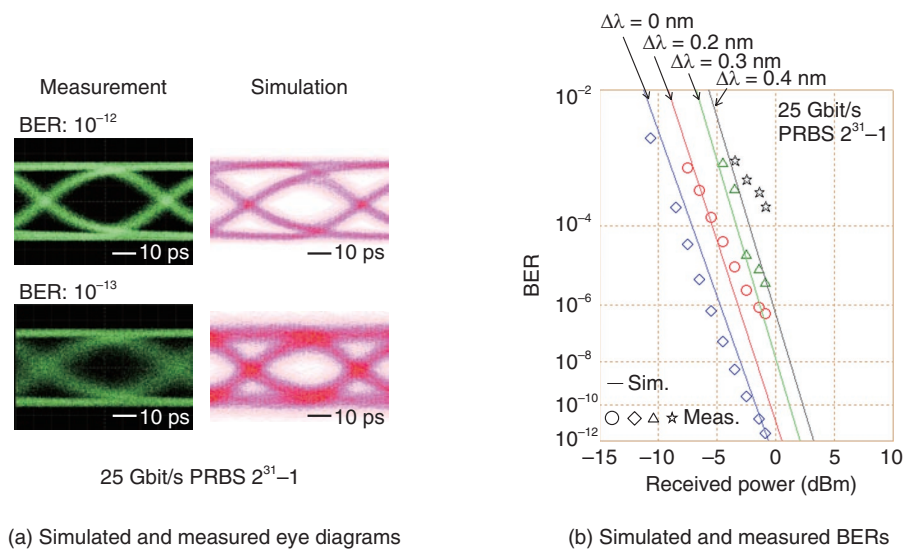 Measurement
Simulation
BER: 10⁻¹²
10 ps
10 ps
BER: 10⁻¹³
10 ps
10 ps
25 Gbit/s PRBS 2³¹–1
(a) Simulated and measured eye diagrams
Δλ = 0 nm
Δλ = 0.2 nm
Δλ = 0.3 nm
Δλ = 0.4 nm
25 Gbit/s
PRBS 2³¹–1
BER
10⁻²
10⁻⁴
10⁻⁶
10⁻⁸
10⁻¹⁰
10⁻¹²
Sim.
Meas.
–15 –10 –5 0 5 10
Received power (dBm)
(b) Simulated and measured BERs